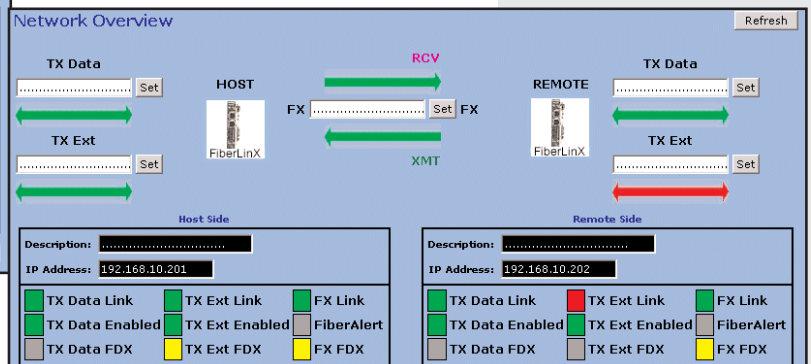 Network Overview
Refresh
TX Data
Set
TX Ext
Set
HOST
FiberLinX
RCV
FX
Set
FX
XMT
REMOTE
FiberLinX
TX Data
Set
TX Ext
Set
Host Side
Description:
IP Address: 192.168.10.201
TX Data Link TX Ext Link FX Link
TX Data Enabled TX Ext Enabled FiberAlert
TX Data FDX TX Ext FDX FX FDX
Remote Side
Description:
IP Address: 192.168.10.202
TX Data Link TX Ext Link FX Link
TX Data Enabled TX Ext Enabled FiberAlert
TX Data FDX TX Ext FDX FX FDX